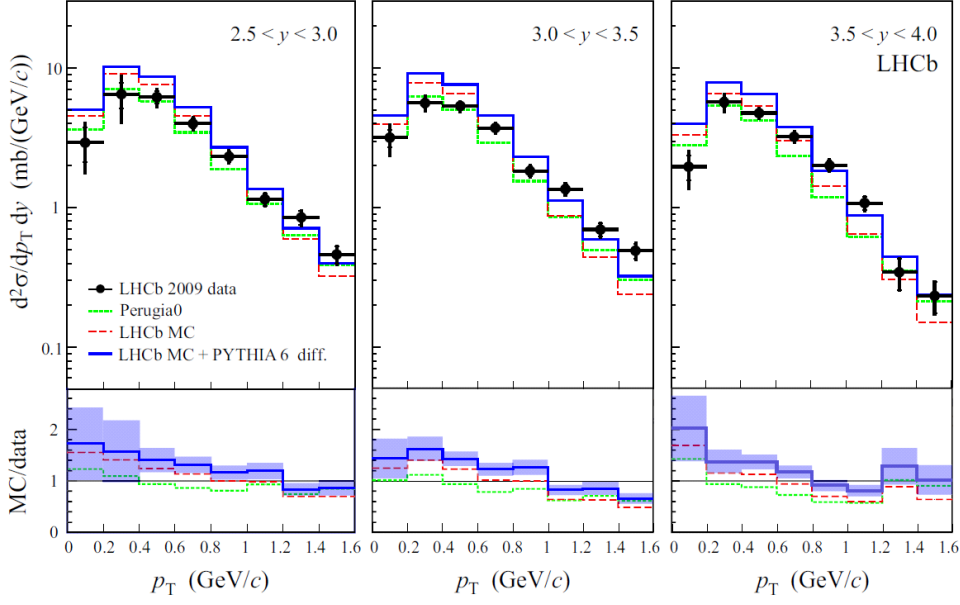 2.5 < y < 3.0
3.0 < y < 3.5
3.5 < y < 4.0
LHCb
d²σ/dp_T dy (mb/(GeV/c))
10
1
0.1
LHCb 2009 data
Perugia0
LHCb MC
LHCb MC + PYTHIA 6 diff.
MC/data
2
1
0 0.2 0.4 0.6 0.8 1 1.2 1.4 1.6
0 0.2 0.4 0.6 0.8 1 1.2 1.4 1.6
0 0.2 0.4 0.6 0.8 1 1.2 1.4 1.6
p_T (GeV/c)
p_T (GeV/c)
p_T (GeV/c)